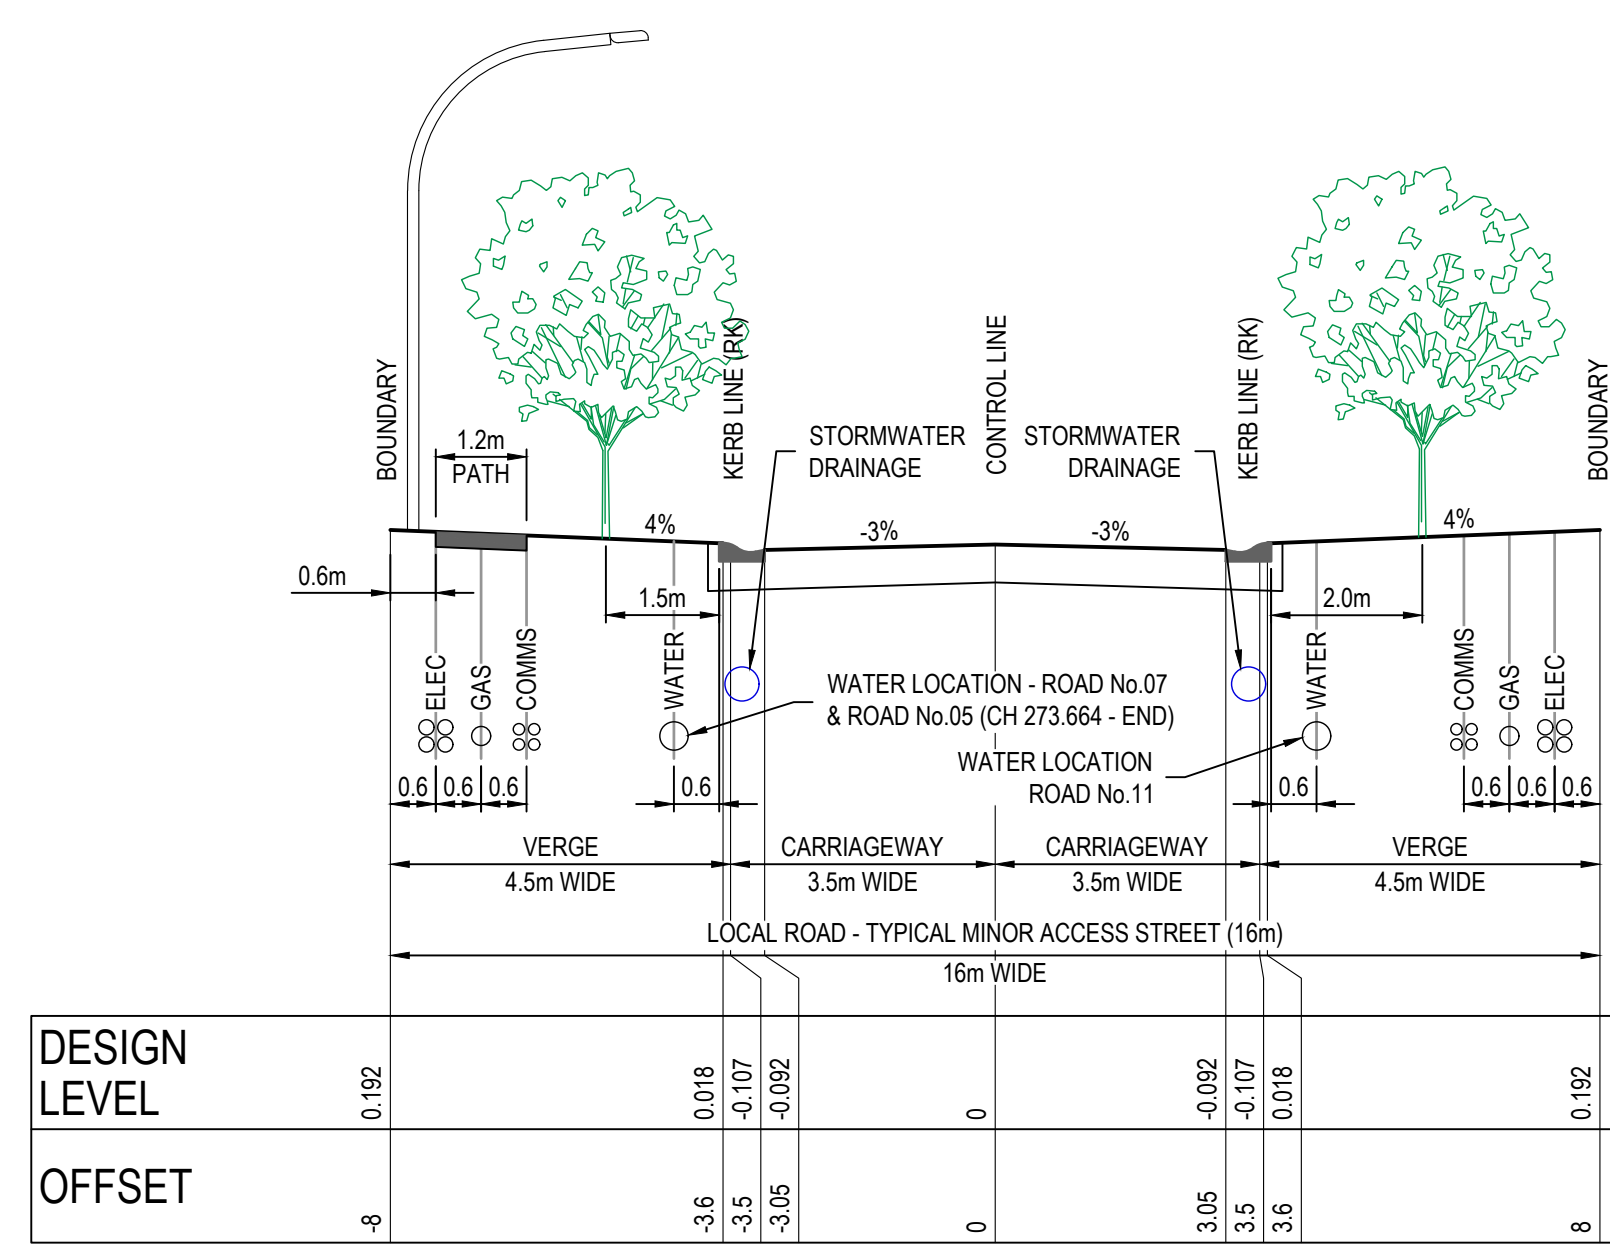 BOUNDARY
KERB LINE (RK)
CONTROL LINE
KERB LINE (RK)
BOUNDARY
1.2m
PATH
STORMWATER
DRAINAGE
STORMWATER
DRAINAGE
4%
-3%
-3%
4%
0.6m
1.5m
2.0m
ELEC
GAS
COMMS
WATER
WATER
COMMS
GAS
ELEC
WATER LOCATION - ROAD No.07
& ROAD No.05 (CH 273.664 - END)
WATER LOCATION
ROAD No.11
0.6 0.6 0.6 0.6 0.6 0.6 0.6 0.6
VERGE CARRIAGEWAY CARRIAGEWAY VERGE
4.5m WIDE 3.5m WIDE 3.5m WIDE 4.5m WIDE
LOCAL ROAD - TYPICAL MINOR ACCESS STREET (16m)
16m WIDE
DESIGN
LEVEL
0.192 0.018 -0.107 -0.092 0 -0.092 -0.107 0.018 0.192
OFFSET
-8 -3.6 -3.5 -3.05 0 3.05 3.5 3.6 8